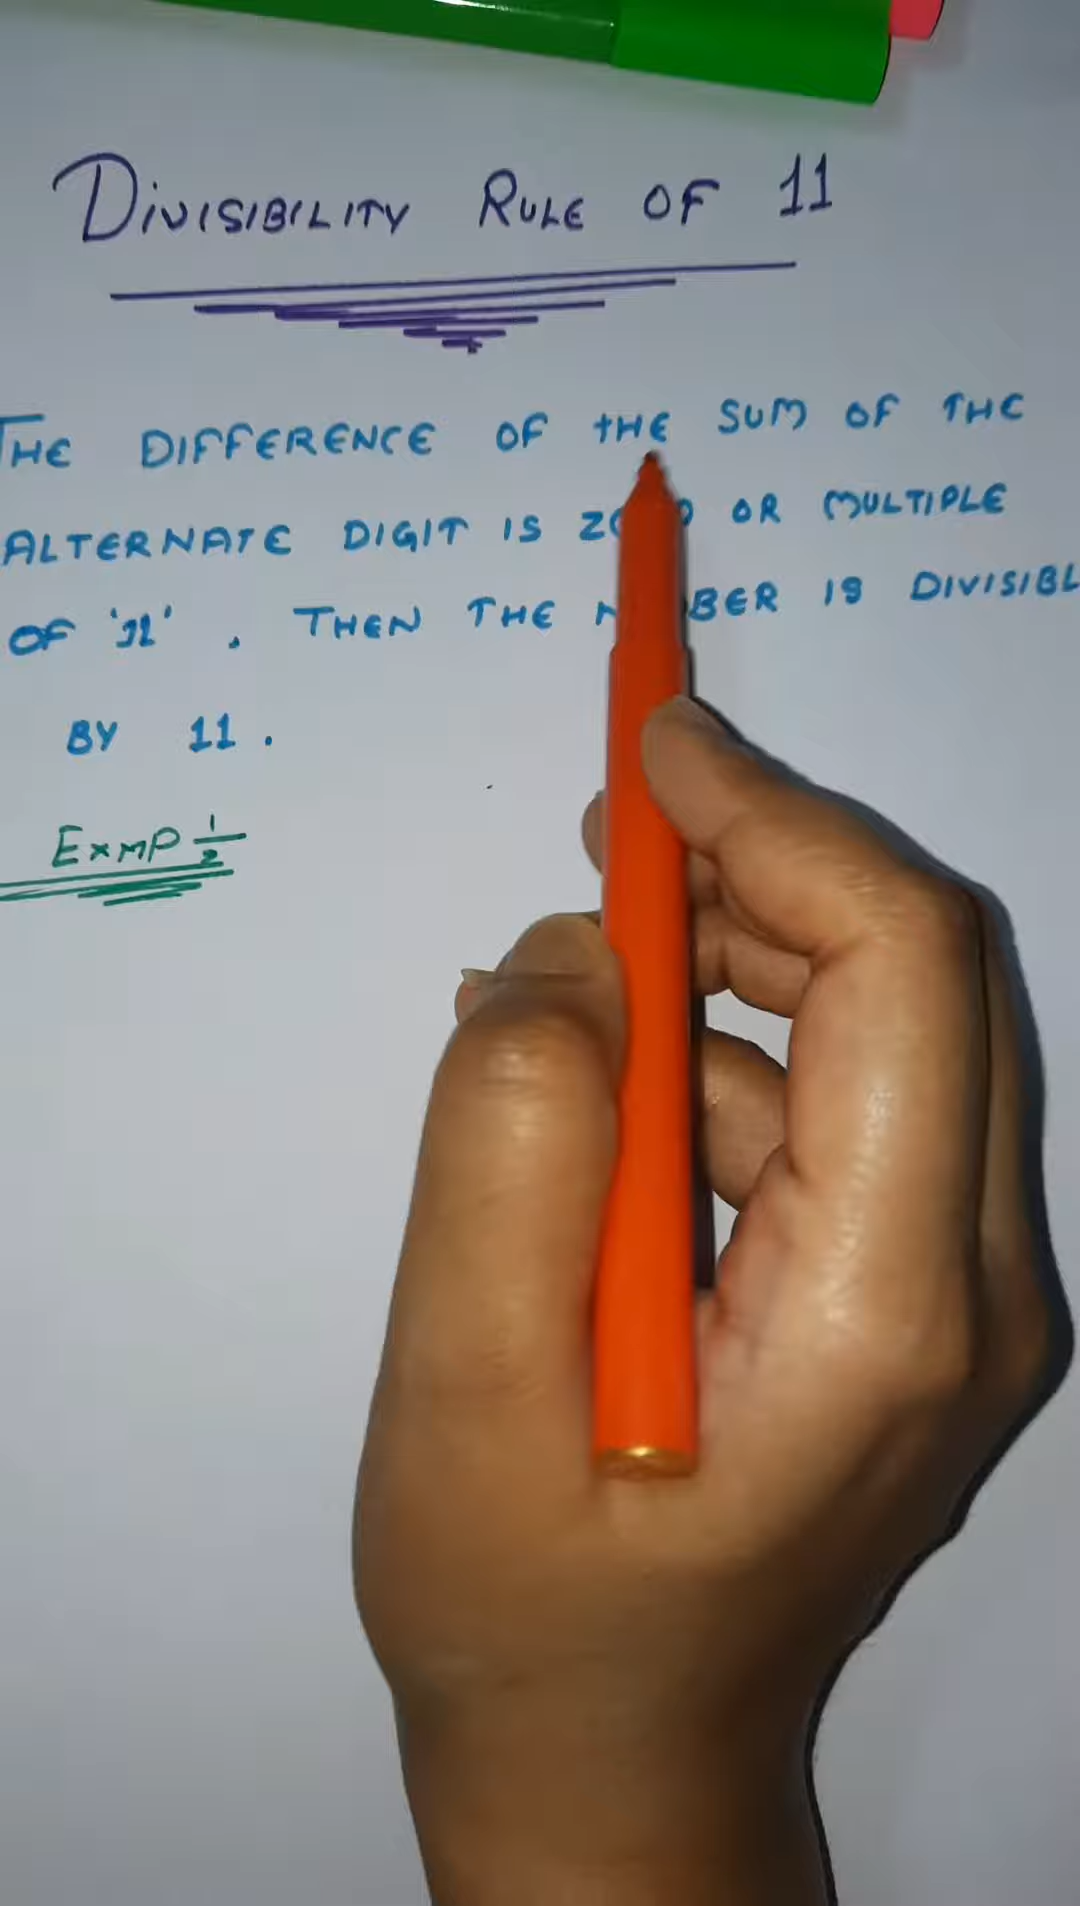 Divisibility Rule of 11
THE DIFFERENCE OF tHE SUM OF THE
ALTERNATE DIGIT IS OR MULTIPLE
OF '11' . THEN THE IS DIVISIBL
BY 11 .
ExmP